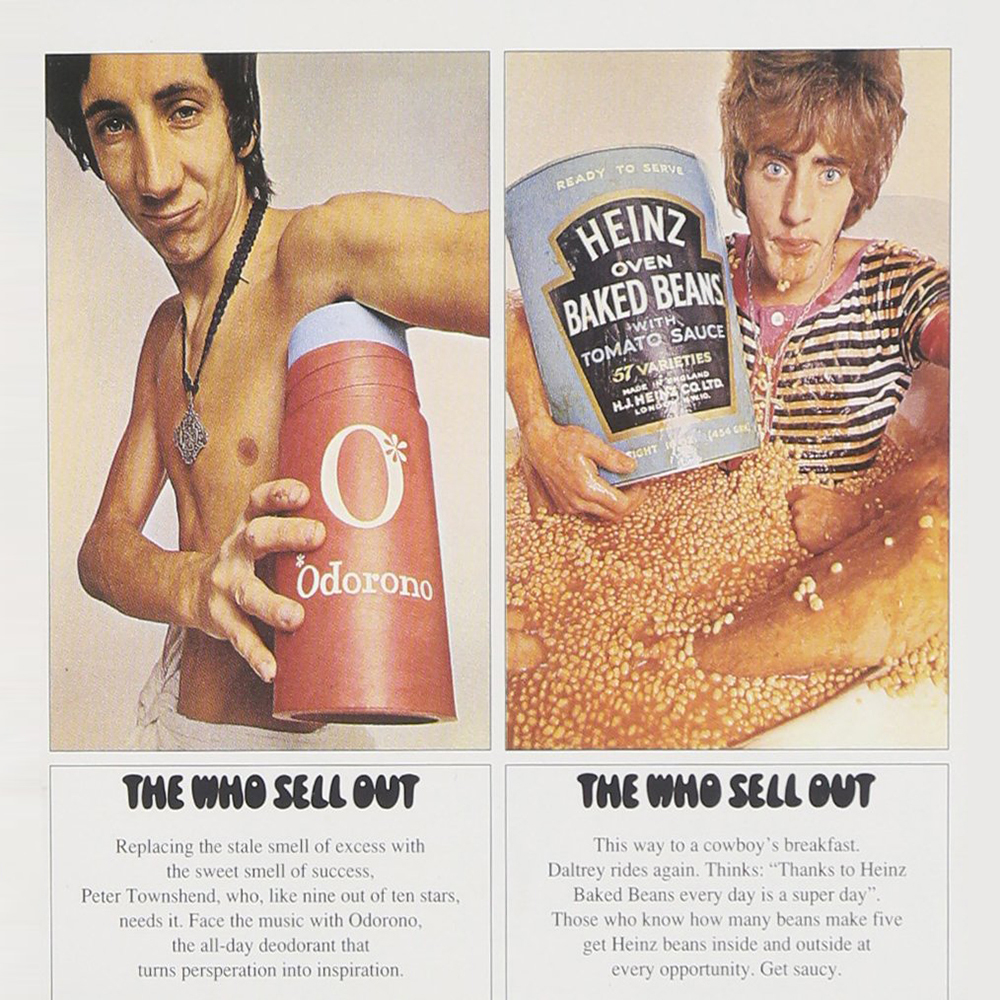 O*
*Odorono
READY TO SERVE
HEINZ
OVEN
BAKED BEANS
WITH
TOMATO SAUCE
57 VARIETIES
MADE IN ENGLAND
H.J. HEINZ CO. LTD.
LONDON N.W.10.
THE WHO SELL OUT
Replacing the stale smell of excess with
the sweet smell of success,
Peter Townshend, who, like nine out of ten stars,
needs it. Face the music with Odorono,
the all-day deodorant that
turns persperation into inspiration.
THE WHO SELL OUT
This way to a cowboy’s breakfast.
Daltrey rides again. Thinks: “Thanks to Heinz
Baked Beans every day is a super day”.
Those who know how many beans make five
get Heinz beans inside and outside at
every opportunity. Get saucy.